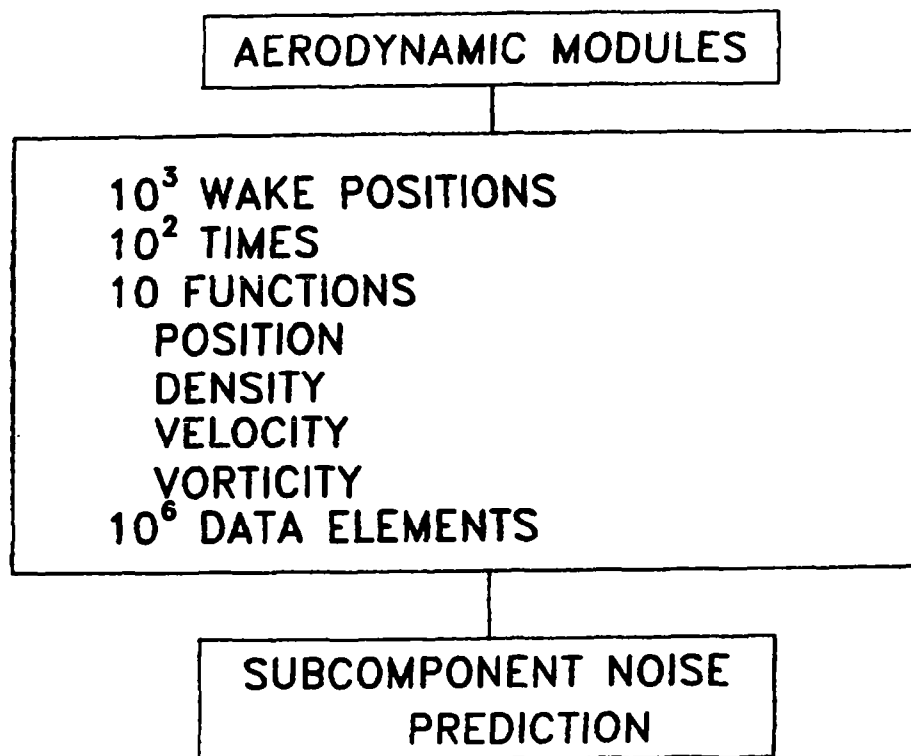 AERODYNAMIC MODULES
10³ WAKE POSITIONS
10² TIMES
10 FUNCTIONS
POSITION
DENSITY
VELOCITY
VORTICITY
10⁶ DATA ELEMENTS
SUBCOMPONENT NOISE
PREDICTION